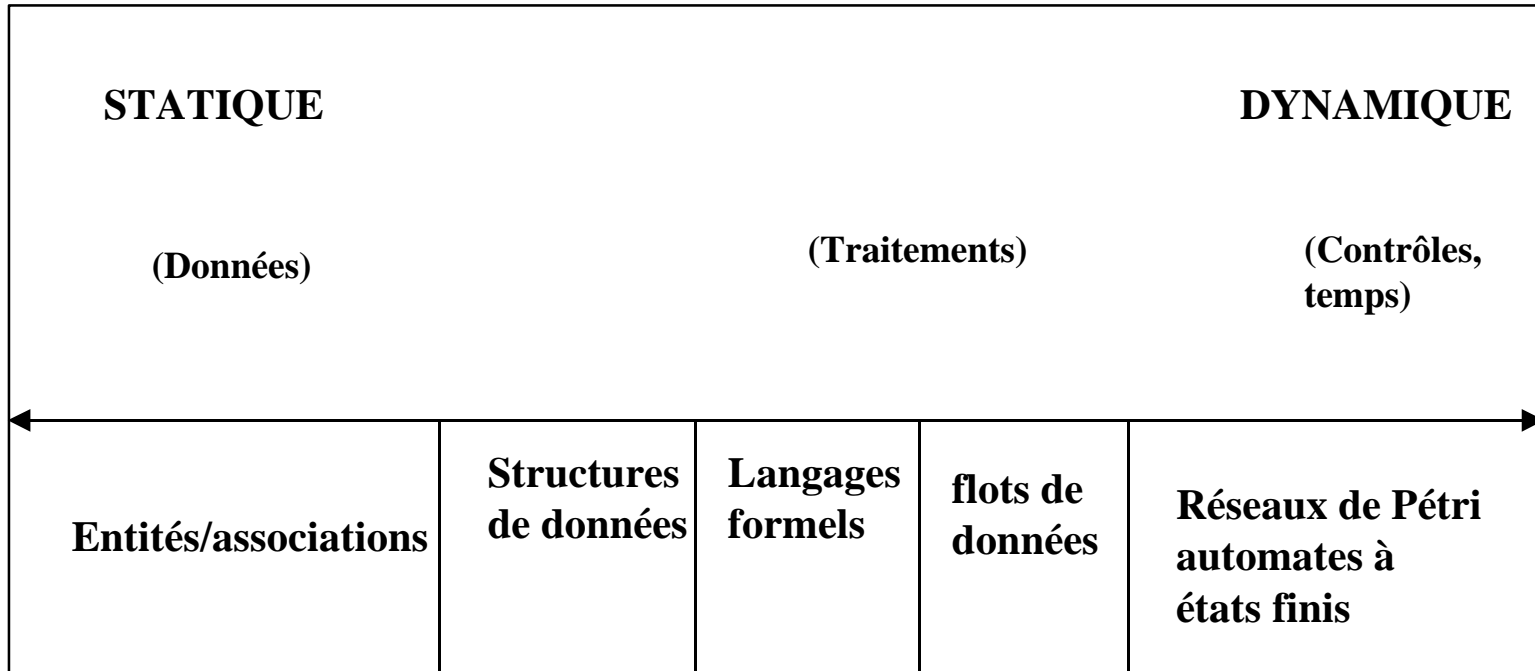 STATIQUE
DYNAMIQUE
(Données)
(Traitements)
(Contrôles,
temps)
Entités/associations
Structures
de données
Langages
formels
flots de
données
Réseaux de Pétri
automates à
états finis